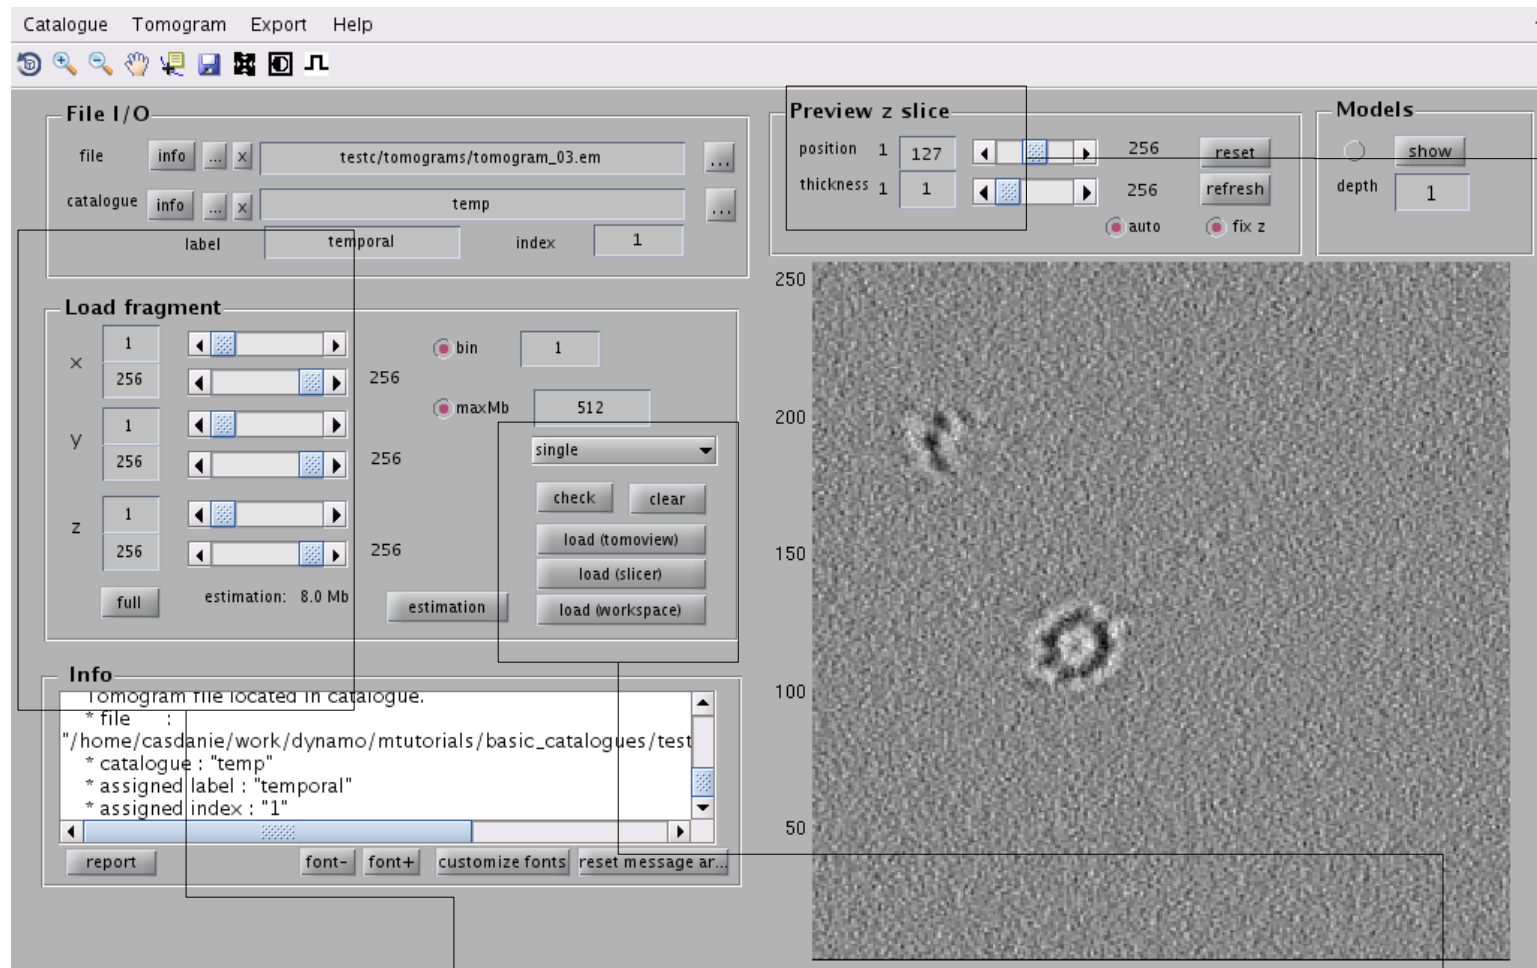 Catalogue Tomogram Export Help
File I/O
file info ... x testc/tomograms/tomogram_03.em ...
catalogue info ... x temp ...
label temporal index 1
Preview z slice
position 1 127 256 reset
thickness 1 1 256 refresh
auto fix z
Models
show
depth 1
Load fragment
x 1 bin 1
256 256
maxMb 512
y 1
256 256
single
z 1
256 256
check clear
load (tomoview)
load (slicer)
load (workspace)
full estimation: 8.0 Mb estimation
Info
Tomogram file located in catalogue.
* file :
"/home/casdanie/work/dynamo/mtutorials/basic_catalogues/test
* catalogue : "temp"
* assigned label : "temporal"
* assigned index : "1"
report font- font+ customize fonts reset message ar...
250
200
150
100
50